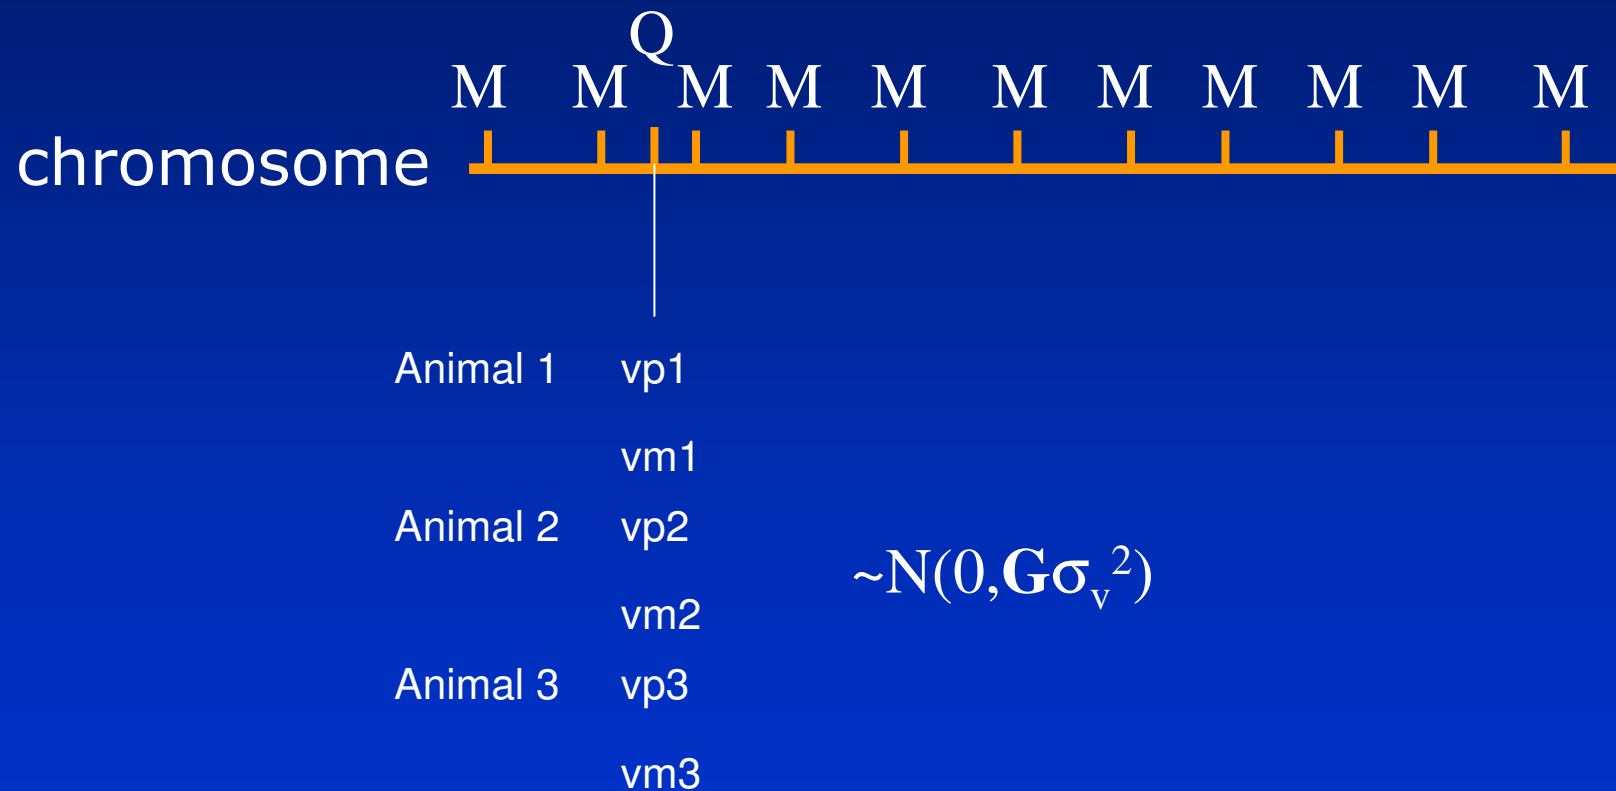 Q
M M M M M M M M M M M
chromosome
Animal 1 vp1
vm1
Animal 2 vp2
~N(0,Gσᵥ²)
vm2
Animal 3 vp3
vm3